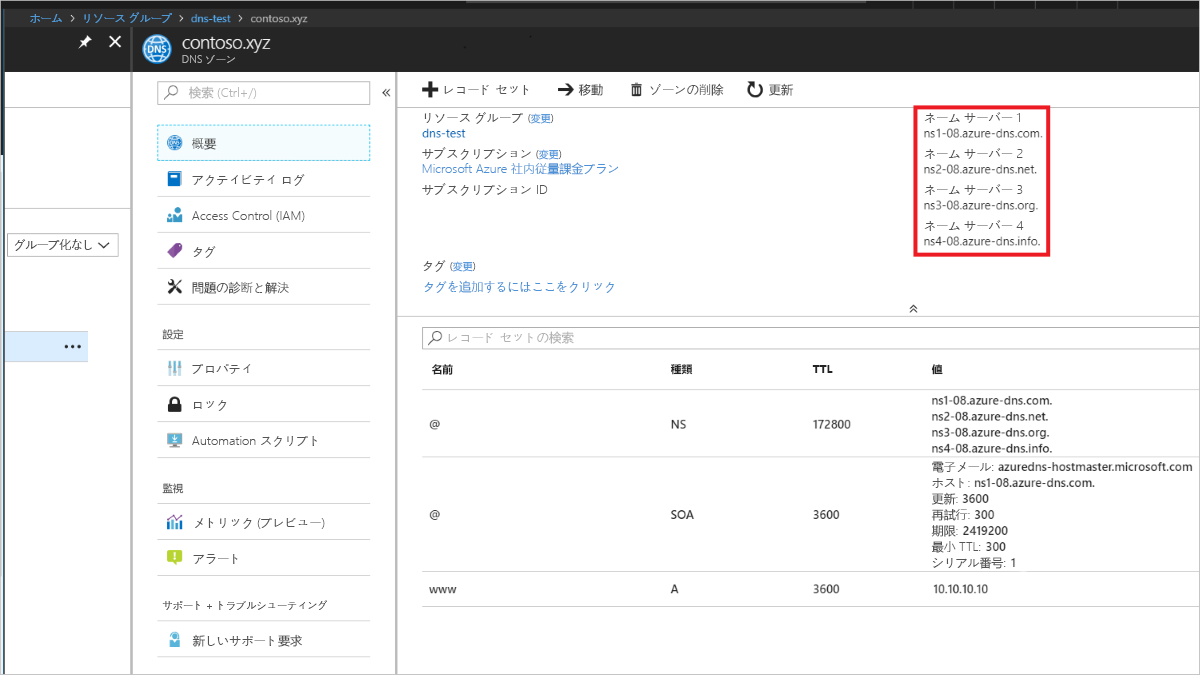 ホーム > リソース グループ > dns-test > contoso.xyz
contoso.xyz
DNS ゾーン
DNS
グループ化なし
検索 (Ctrl+/)
概要
アクティビティ ログ
Access Control (IAM)
タグ
問題の診断と解決
設定
プロパティ
ロック
Automation スクリプト
監視
メトリック (プレビュー)
アラート
サポート + トラブルシューティング
新しいサポート要求
レコード セット 移動 ゾーンの削除 更新
リソース グループ (変更)
dns-test
サブスクリプション (変更)
Microsoft Azure 社内従量課金プラン
サブスクリプション ID
タグ (変更)
タグを追加するにはここをクリック
ネーム サーバー 1
ns1-08.azure-dns.com.
ネーム サーバー 2
ns2-08.azure-dns.net.
ネーム サーバー 3
ns3-08.azure-dns.org.
ネーム サーバー 4
ns4-08.azure-dns.info.
レコード セットの検索
名前 種類 TTL 値
@ NS 172800 ns1-08.azure-dns.com.
ns2-08.azure-dns.net.
ns3-08.azure-dns.org.
ns4-08.azure-dns.info.
@ SOA 3600 電子メール: azuredns-hostmaster.microsoft.com
ホスト: ns1-08.azure-dns.com.
更新: 3600
再試行: 300
期限: 2419200
最小 TTL: 300
シリアル番号: 1
www A 3600 10.10.10.10